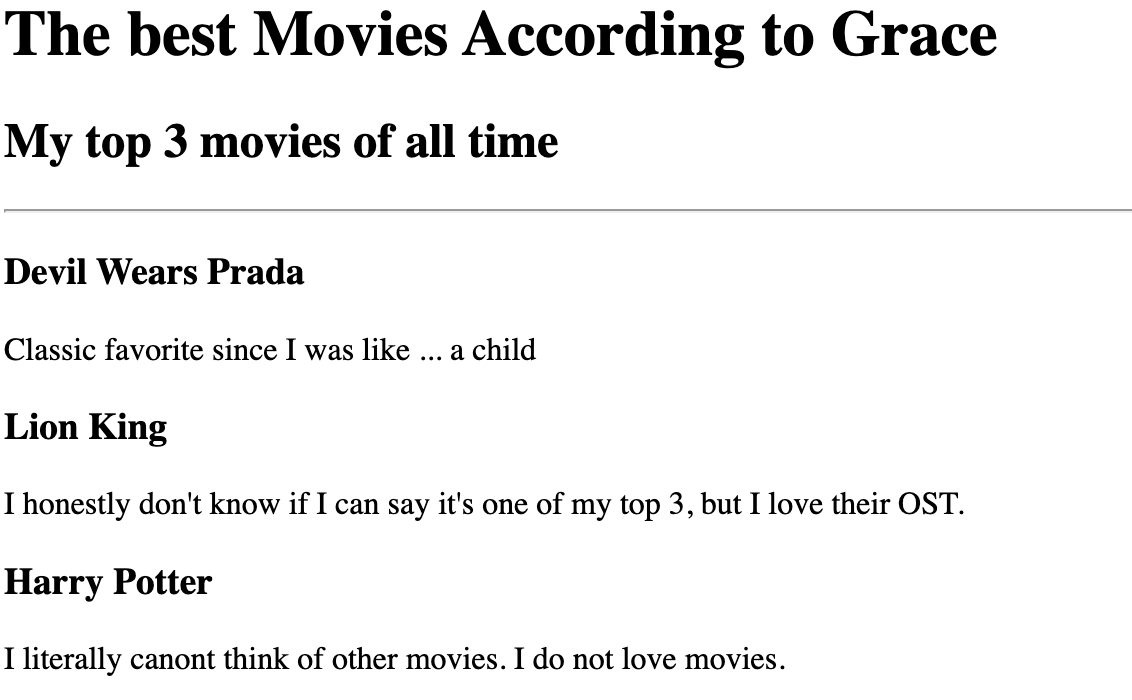 The best Movies According to Grace
My top 3 movies of all time
Devil Wears Prada
Classic favorite since I was like ... a child
Lion King
I honestly don't know if I can say it's one of my top 3, but I love their OST.
Harry Potter
I literally canont think of other movies. I do not love movies.